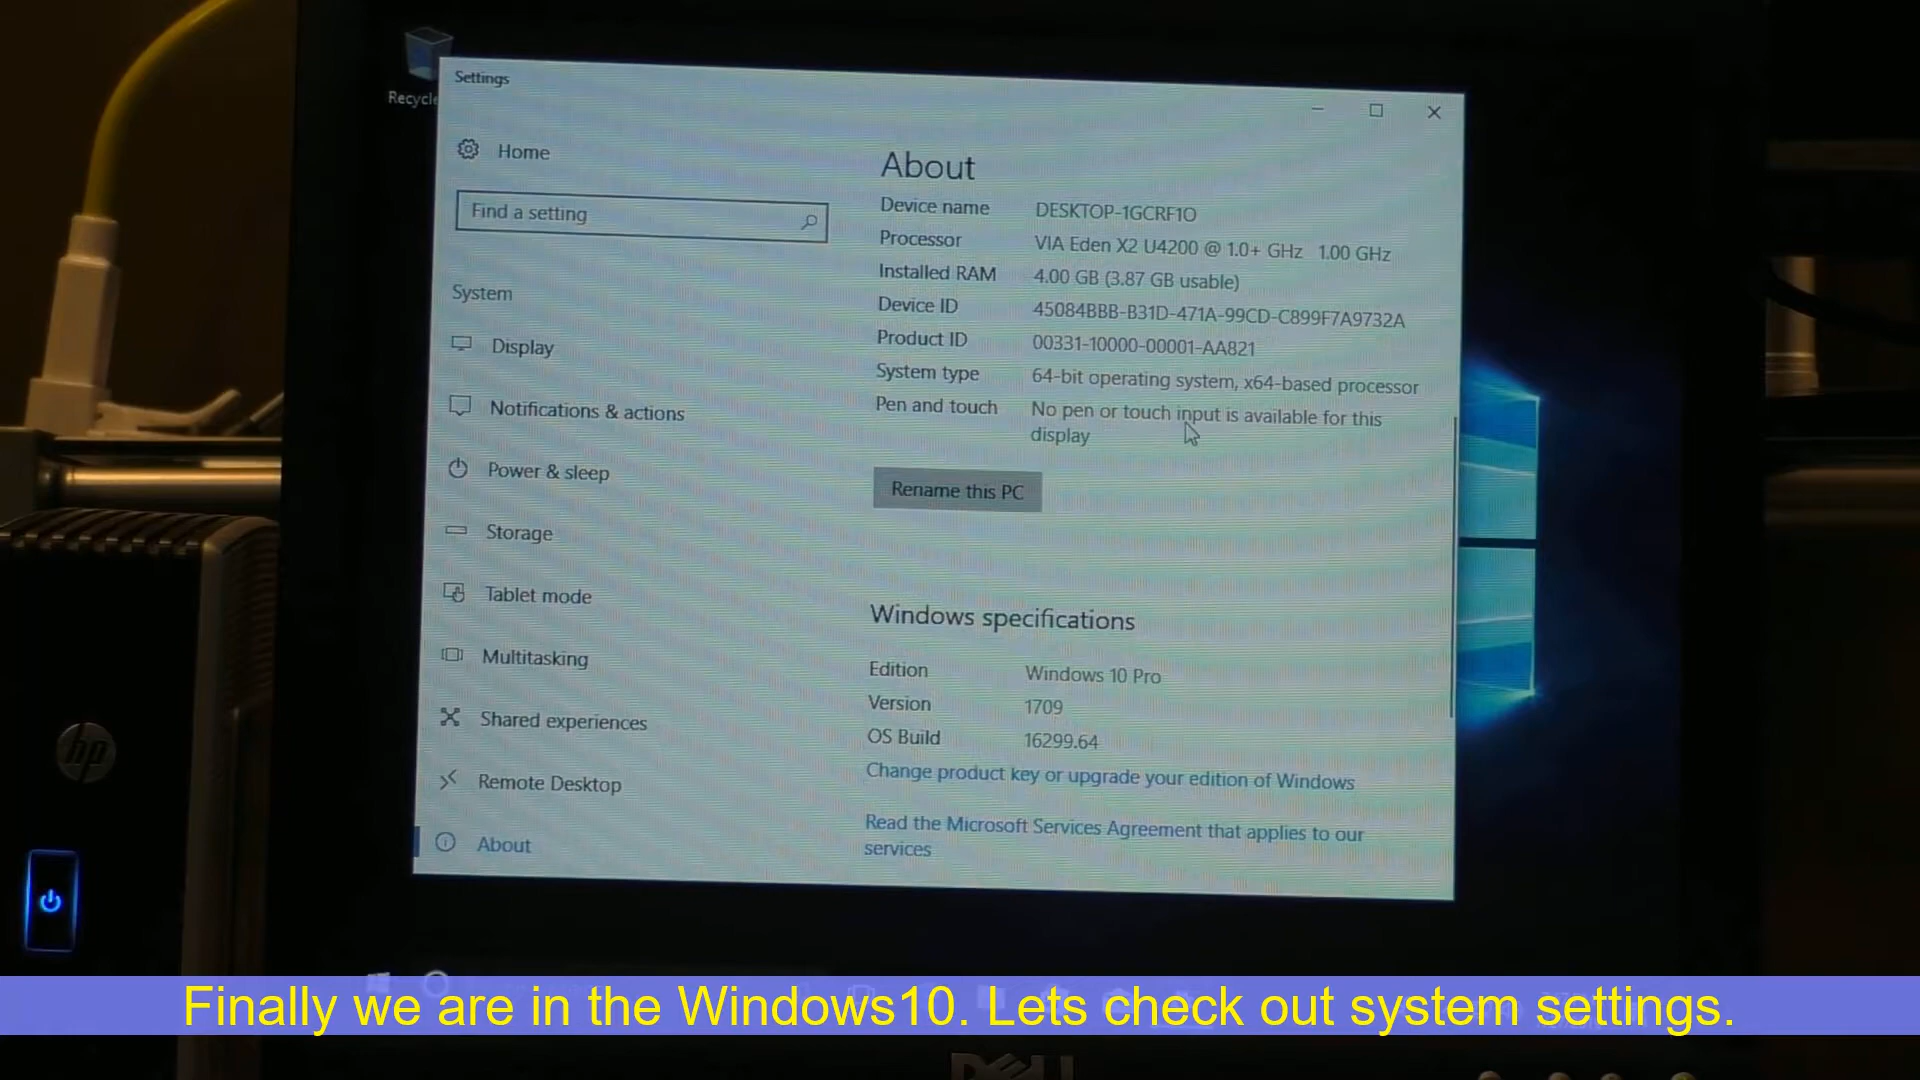 Recycle
Settings
Home
Find a setting
System
Display
Notifications & actions
Power & sleep
Storage
Tablet mode
Multitasking
Shared experiences
Remote Desktop
About
About
Device name DESKTOP-1GCRF1O
Processor VIA Eden X2 U4200 @ 1.0+ GHz 1.00 GHz
Installed RAM 4.00 GB (3.87 GB usable)
Device ID 45084BBB-B31D-471A-99CD-C899F7A9732A
Product ID 00331-10000-00001-AA821
System type 64-bit operating system, x64-based processor
Pen and touch No pen or touch input is available for this
display
Rename this PC
Windows specifications
Edition Windows 10 Pro
Version 1709
OS Build 16299.64
Change product key or upgrade your edition of Windows
Read the Microsoft Services Agreement that applies to our
services
hp
Finally we are in the Windows10. Lets check out system settings.
DELL